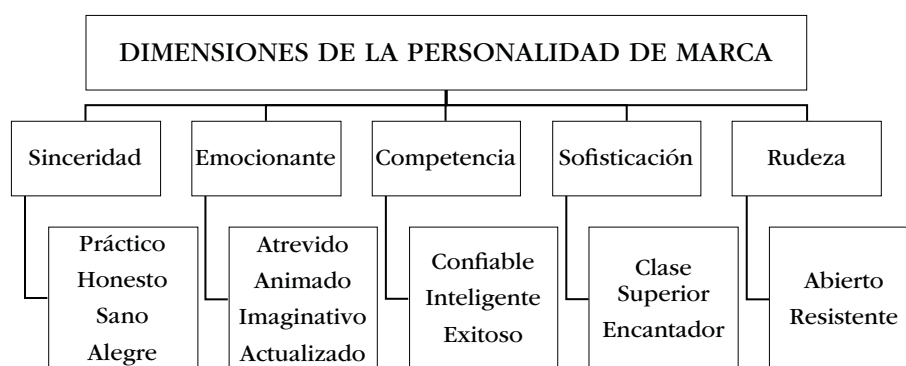 DIMENSIONES DE LA PERSONALIDAD DE MARCA
Sinceridad
Emocionante
Competencia
Sofisticación
Rudeza
Práctico
Honesto
Sano
Alegre
Atrevido
Animado
Imaginativo
Actualizado
Confiable
Inteligente
Exitoso
Clase
Superior
Encantador
Abierto
Resistente